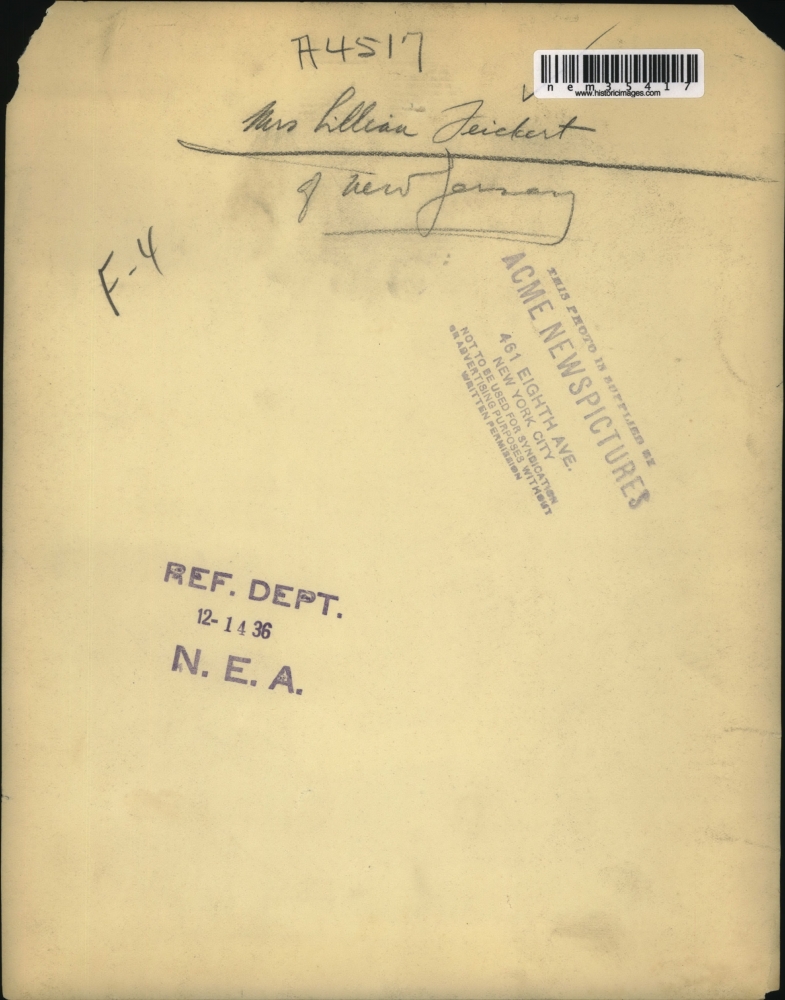 A4517
nem35417
www.historicimages.com
Mrs Lillian Feickert
of New Jersey
F-4
THIS PHOTO IS SUPPLIED BY
ACME NEWSPICTURES
461 EIGHTH AVE.
NEW YORK CITY
NOT TO BE USED FOR SYNDICATION
OR ADVERTISING PURPOSES WITHOUT
WRITTEN PERMISSION
REF. DEPT.
12-14 36
N. E. A.